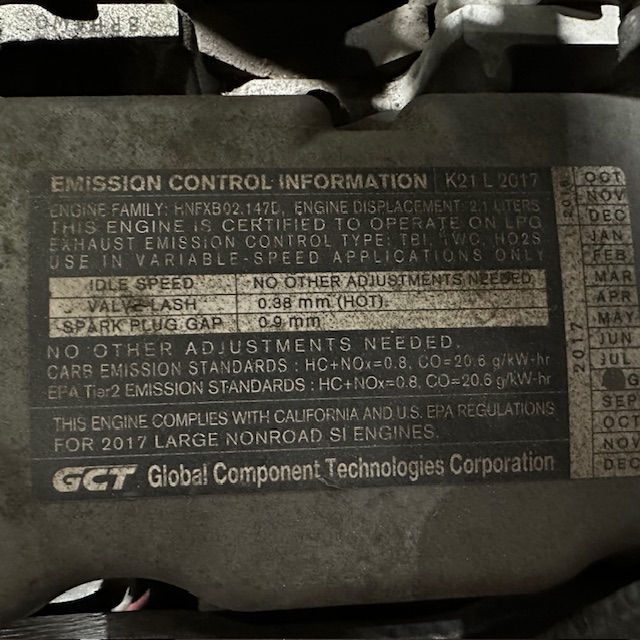 EMISSION CONTROL INFORMATION K21 L 2017
ENGINE FAMILY: HNFXB02.147D, ENGINE DISPLACEMENT: 2.1 LITERS
THIS ENGINE IS CERTIFIED TO OPERATE ON LPG
EXHAUST EMISSION CONTROL TYPE: TBI, TWC, HO2S
USE IN VARIABLE-SPEED APPLICATIONS ONLY
IDLE SPEED NO OTHER ADJUSTMENTS NEEDED
VALVE LASH 0.38 mm (HOT)
SPARK PLUG GAP 0.9 mm
NO OTHER ADJUSTMENTS NEEDED.
CARB EMISSION STANDARDS : HC+NOx=0.8, CO=20.6 g/kW-hr
EPA Tier2 EMISSION STANDARDS : HC+NOx=0.8, CO=20.6 g/kW-hr
THIS ENGINE COMPLIES WITH CALIFORNIA AND U.S. EPA REGULATIONS
FOR 2017 LARGE NONROAD SI ENGINES.
GCT Global Component Technologies Corporation
2016
OCT
NOV
DEC
2017
JAN
FEB
MAR
APR
MAY
JUN
JUL
SEP
OCT
NOV
DEC